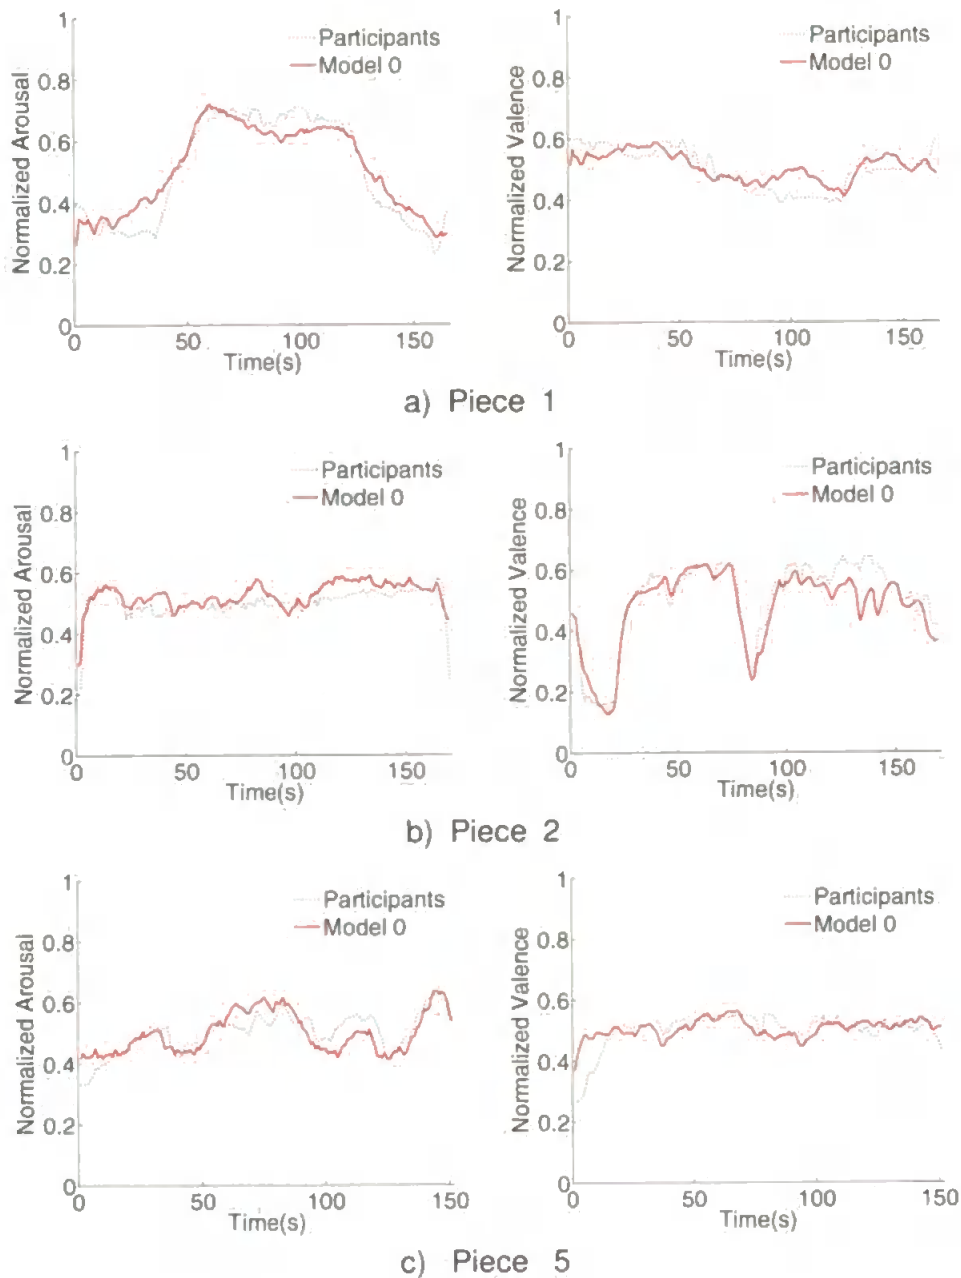 1
0.8
0.6
0.4
0.2
0
Normalized Arousal
Participants
Model 0
0 50 100 150
Time(s)
1
0.8
0.6
0.4
0.2
0
Normalized Valence
Participants
Model 0
0 50 100 150
Time(s)
a) Piece 1
1
0.8
0.6
0.4
0.2
0
Normalized Arousal
Participants
Model 0
0 50 100 150
Time(s)
1
0.8
0.6
0.4
0.2
0
Normalized Valence
Participants
Model 0
0 50 100 150
Time(s)
b) Piece 2
1
0.8
0.6
0.4
0.2
0
Normalized Arousal
Participants
Model 0
0 50 100 150
Time(s)
1
0.8
0.6
0.4
0.2
0
Normalized Valence
Participants
Model 0
0 50 100 150
Time(s)
c) Piece 5